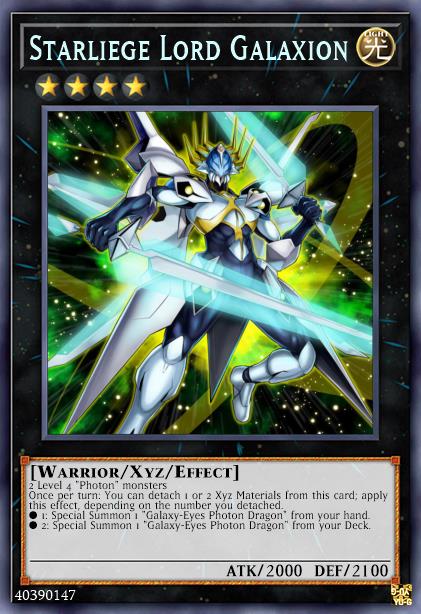 Starliege Lord Galaxion
LIGHT
光
[Warrior/Xyz/Effect]
2 Level 4 "Photon" monsters
Once per turn: You can detach 1 or 2 Xyz Materials from this card; apply
this effect, depending on the number you detached.
● 1: Special Summon 1 "Galaxy-Eyes Photon Dragon" from your hand.
● 2: Special Summon 1 "Galaxy-Eyes Photon Dragon" from your Deck.
ATK/2000 DEF/2100
40390147